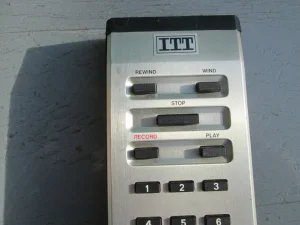 ITT
REWIND WIND
STOP
RECORD PLAY
1 2 3
4 5 6